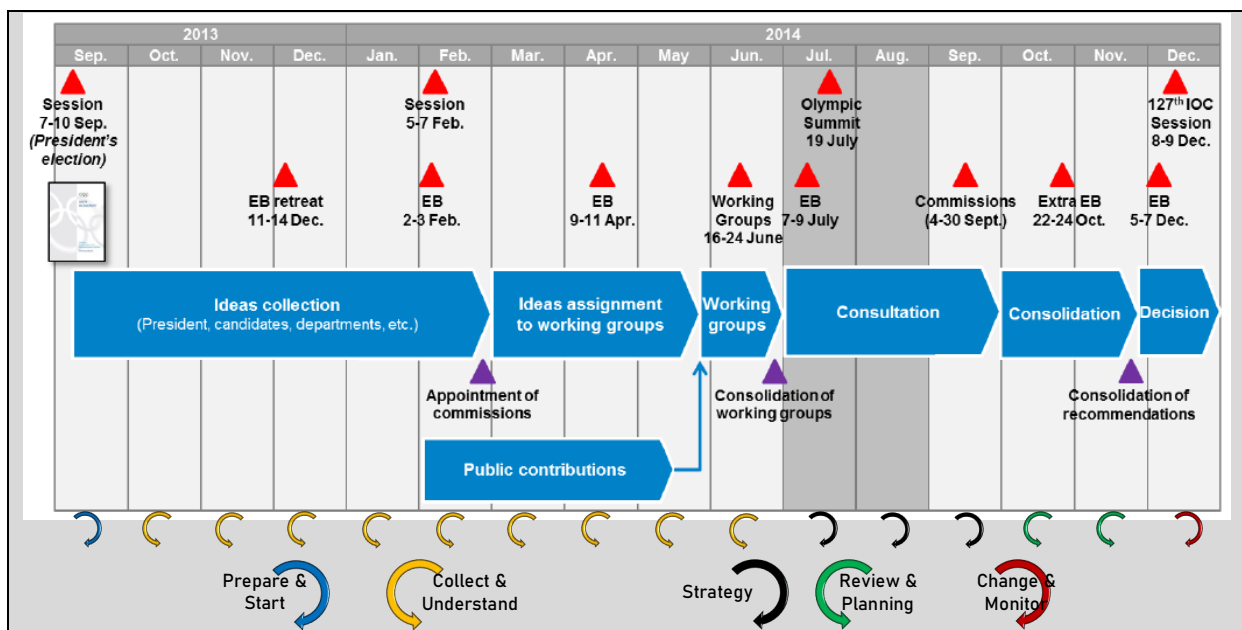 2013
2014
Sep.
Oct.
Nov.
Dec.
Jan.
Feb.
Mar.
Apr.
May
Jun.
Jul.
Aug.
Sep.
Oct.
Nov.
Dec.
Session
7-10 Sep.
(President's
election)
Session
5-7 Feb.
Olympic
Summit
19 July
127th IOC
Session
8-9 Dec.
EB retreat
11-14 Dec.
EB
2-3 Feb.
EB
9-11 Apr.
Working
Groups
16-24 June
EB
7-9 July
Commissions
(4-30 Sept.)
Extra EB
22-24 Oct.
EB
5-7 Dec.
Ideas collection
(President, candidates, departments, etc.)
Ideas assignment
to working groups
Working
groups
Consultation
Consolidation
Decision
Appointment of
commissions
Consolidation of
working groups
Consolidation of
recommendations
Public contributions
Prepare &
Start
Collect &
Understand
Strategy
Review &
Planning
Change &
Monitor